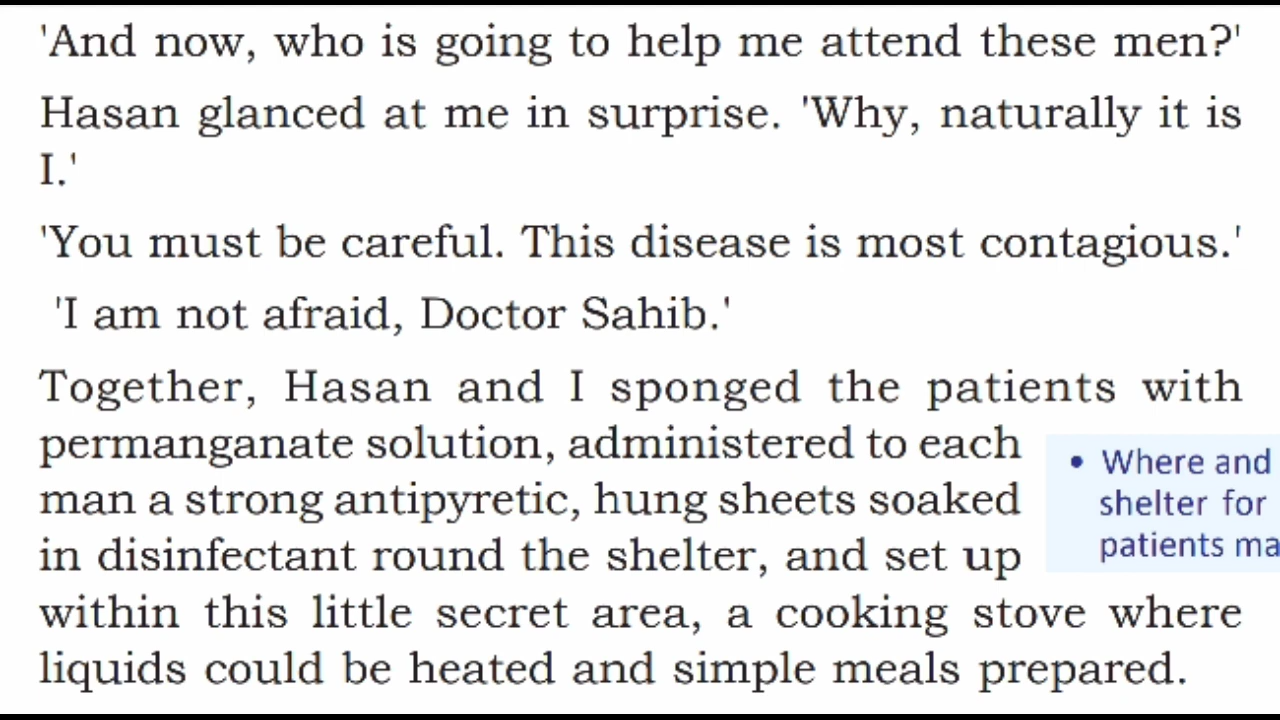 'And now, who is going to help me attend these men?'
Hasan glanced at me in surprise. 'Why, naturally it is
I.'
'You must be careful. This disease is most contagious.'
'I am not afraid, Doctor Sahib.'
Together, Hasan and I sponged the patients with
permanganate solution, administered to each
man a strong antipyretic, hung sheets soaked
in disinfectant round the shelter, and set up
within this little secret area, a cooking stove where
liquids could be heated and simple meals prepared.
• Where and
shelter for
patients ma